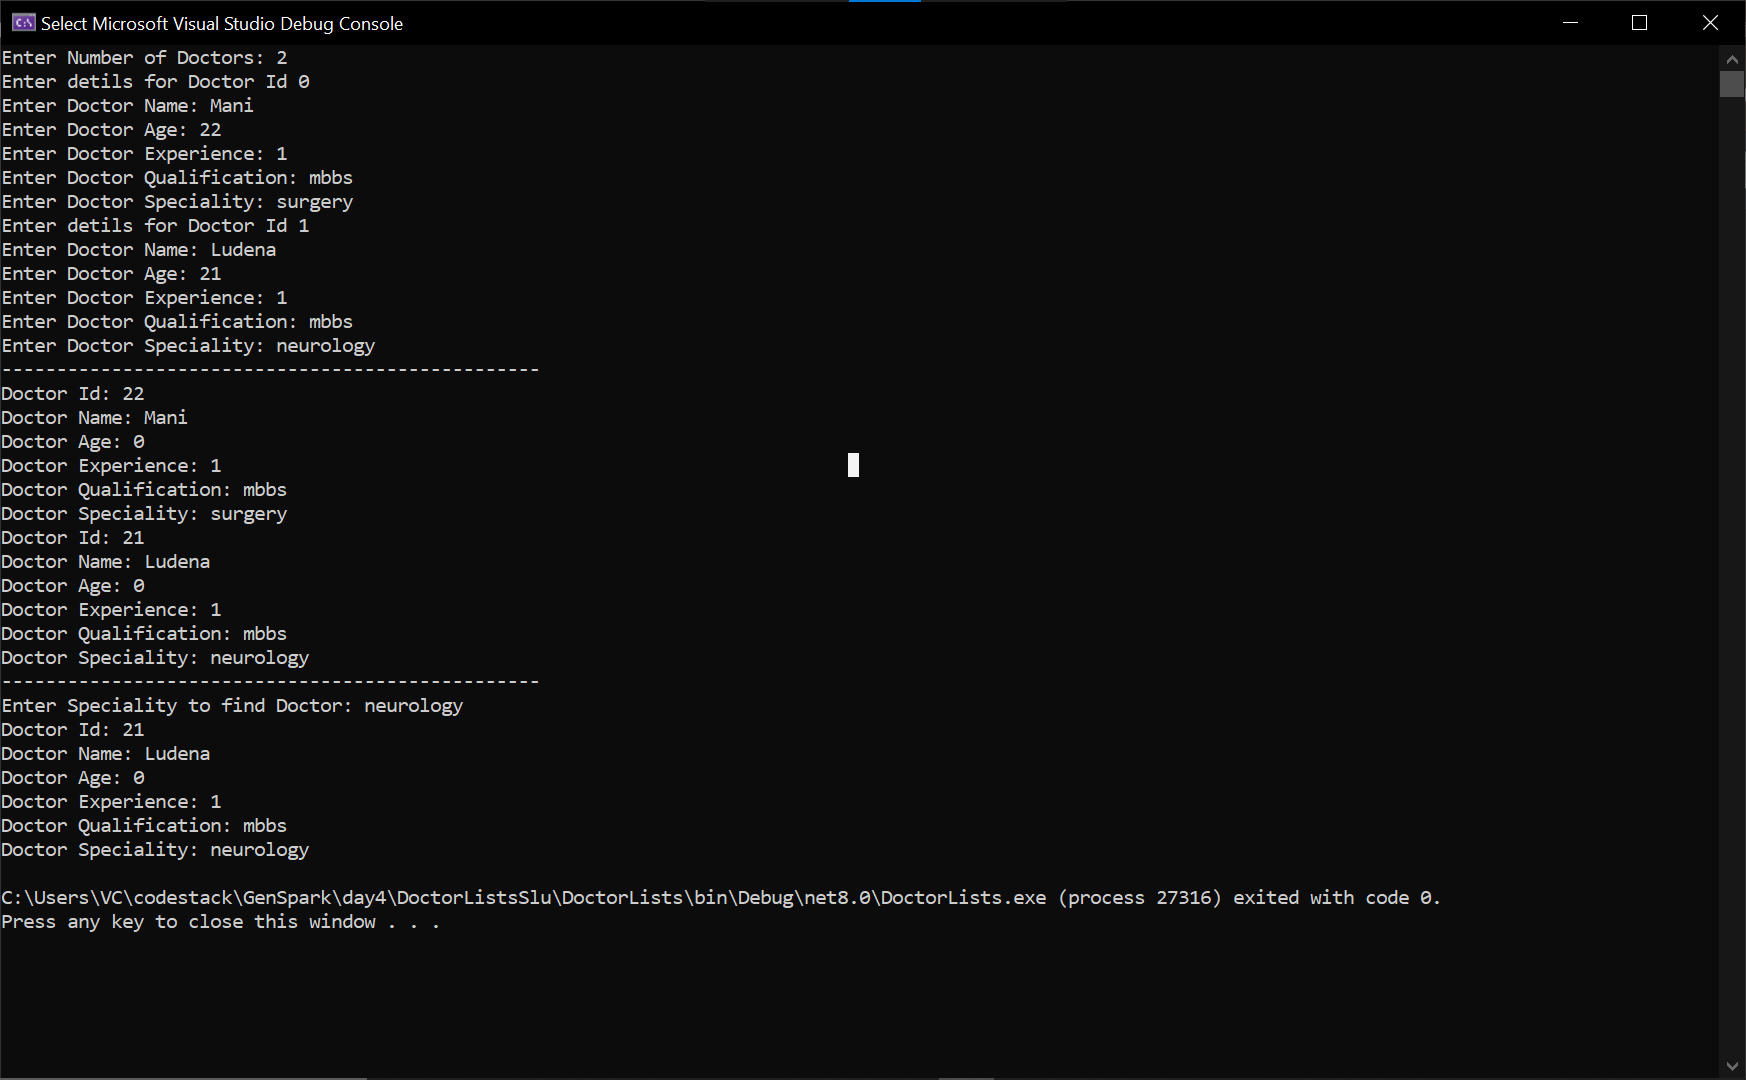 Select Microsoft Visual Studio Debug Console
Enter Number of Doctors: 2
Enter detils for Doctor Id 0
Enter Doctor Name: Mani
Enter Doctor Age: 22
Enter Doctor Experience: 1
Enter Doctor Qualification: mbbs
Enter Doctor Speciality: surgery
Enter detils for Doctor Id 1
Enter Doctor Name: Ludena
Enter Doctor Age: 21
Enter Doctor Experience: 1
Enter Doctor Qualification: mbbs
Enter Doctor Speciality: neurology
-------------------------------------------------
Doctor Id: 22
Doctor Name: Mani
Doctor Age: 0
Doctor Experience: 1
Doctor Qualification: mbbs
Doctor Speciality: surgery
Doctor Id: 21
Doctor Name: Ludena
Doctor Age: 0
Doctor Experience: 1
Doctor Qualification: mbbs
Doctor Speciality: neurology
-------------------------------------------------
Enter Speciality to find Doctor: neurology
Doctor Id: 21
Doctor Name: Ludena
Doctor Age: 0
Doctor Experience: 1
Doctor Qualification: mbbs
Doctor Speciality: neurology
C:\Users\VC\codestack\GenSpark\day4\DoctorListsSlu\DoctorLists\bin\Debug\net8.0\DoctorLists.exe (process 27316) exited with code 0.
Press any key to close this window . . .